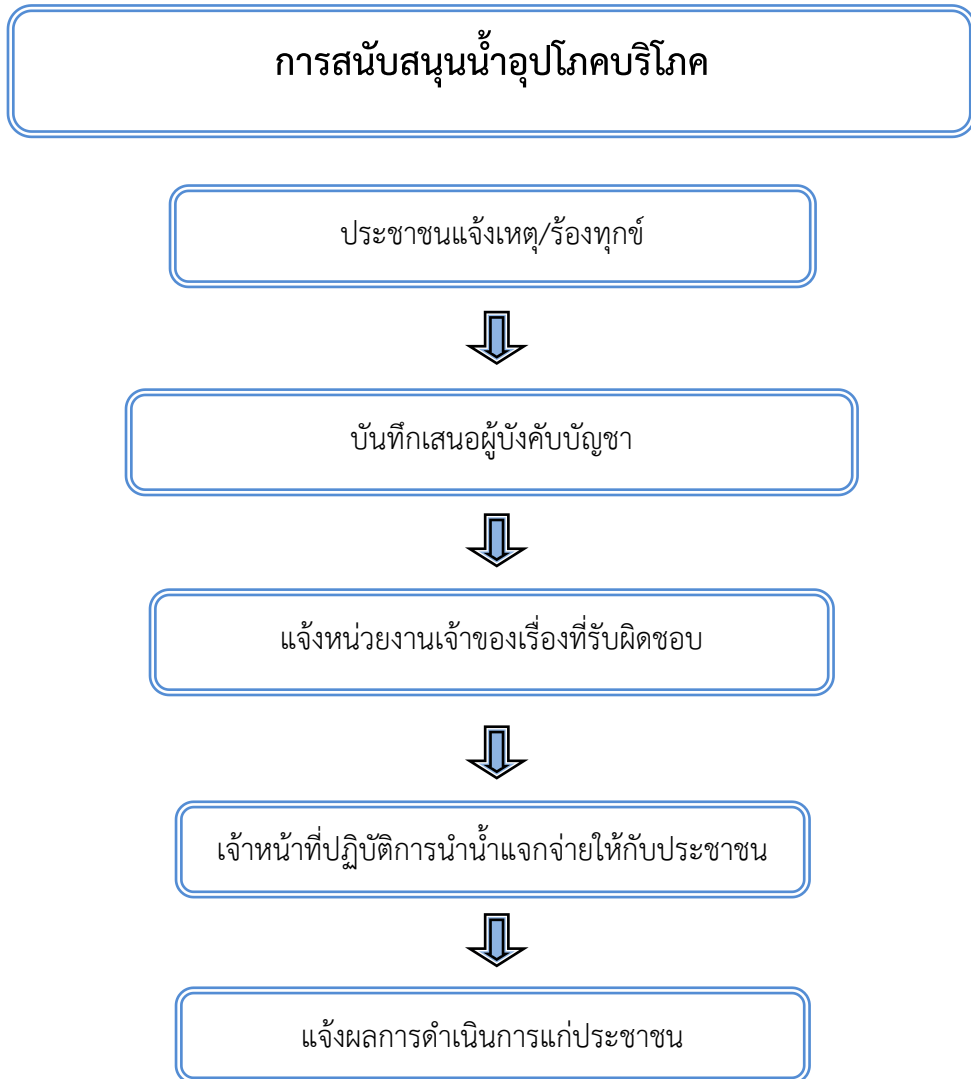 การสนับสนุนน้ำอุปโภคบริโภค
ประชาชนแจ้งเหตุ/ร้องทุกข์
บันทึกเสนอผู้บังคับบัญชา
แจ้งหน่วยงานเจ้าของเรื่องที่รับผิดชอบ
เจ้าหน้าที่ปฏิบัติการนำน้ำแจกจ่ายให้กับประชาชน
แจ้งผลการดำเนินการแก่ประชาชน